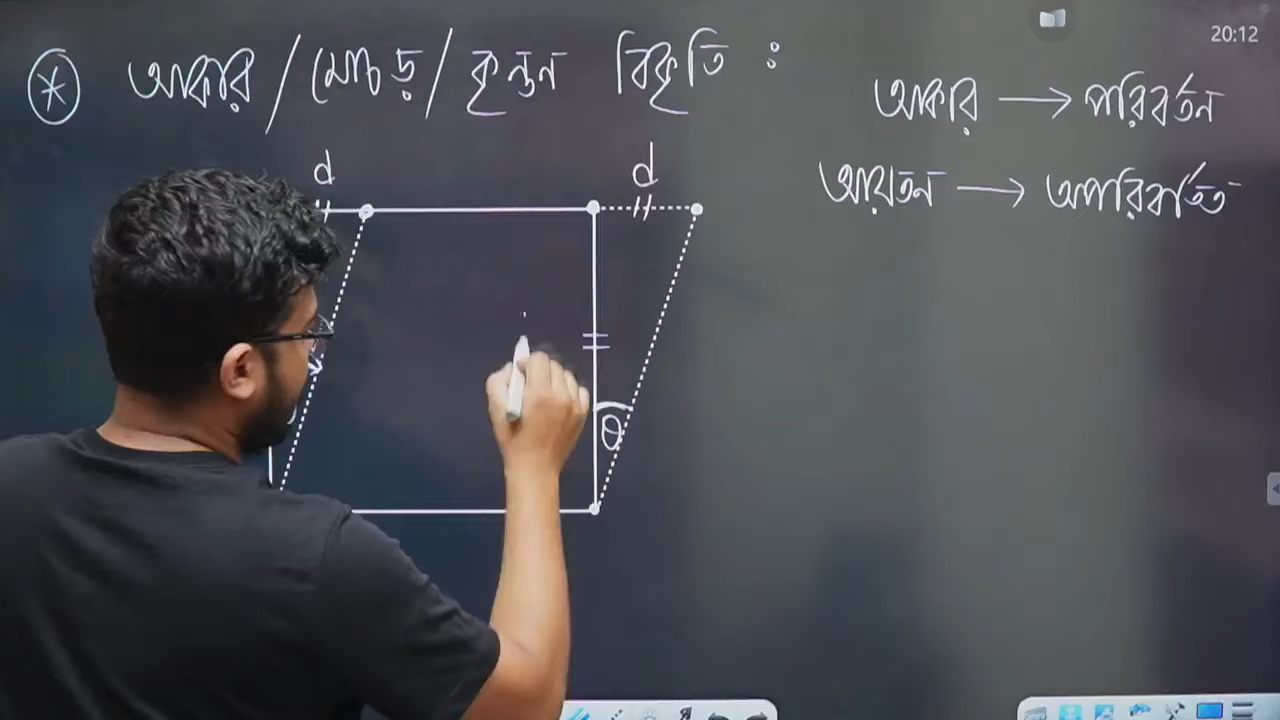 * আকার / মোচড় / কৃন্তন বিকৃতি :
20:12
আকার → পরিবর্তন
আয়তন → অপরিবর্তিত
d d
θ